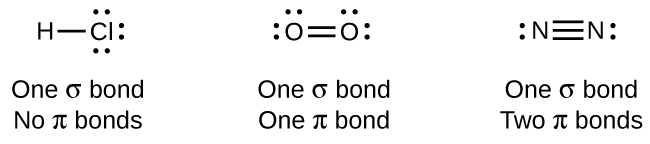 H—Cl:
:O=O:
:N≡N:
One σ bond
No π bonds
One σ bond
One π bond
One σ bond
Two π bonds